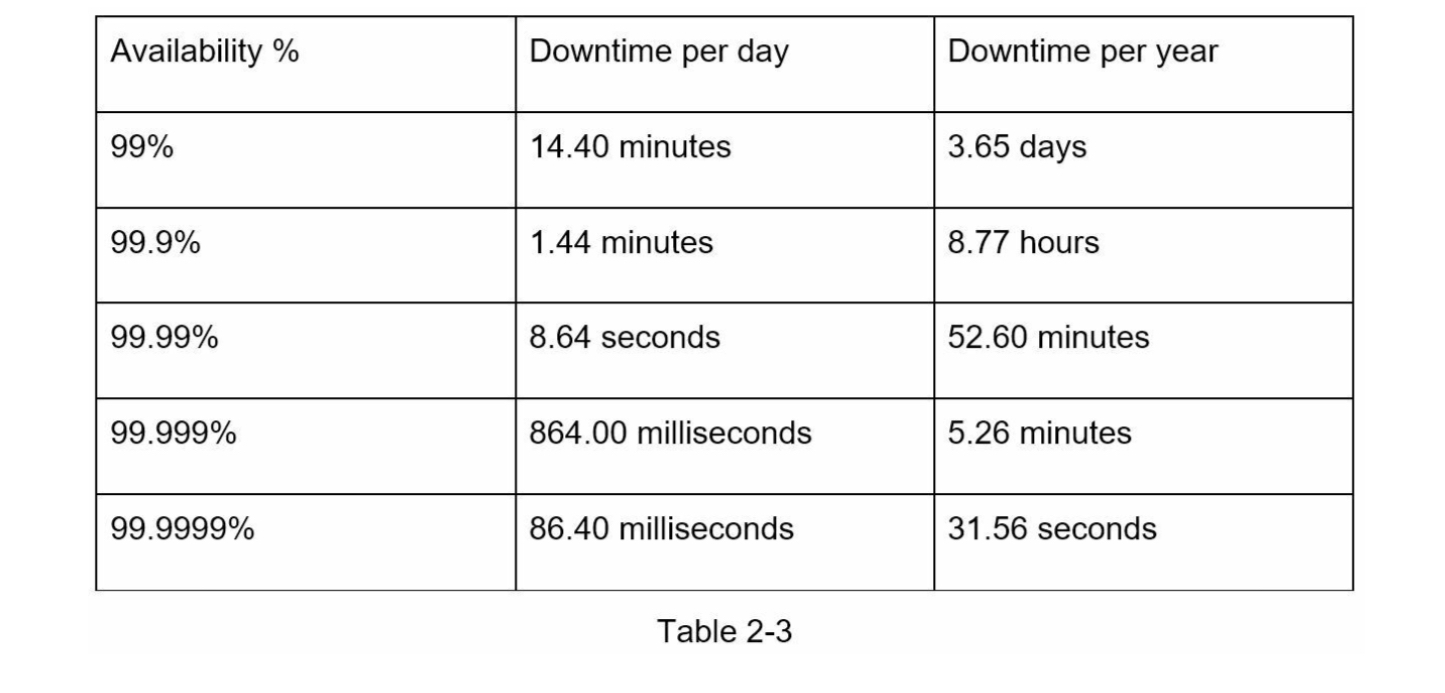 Availability % Downtime per day Downtime per year
99% 14.40 minutes 3.65 days
99.9% 1.44 minutes 8.77 hours
99.99% 8.64 seconds 52.60 minutes
99.999% 864.00 milliseconds 5.26 minutes
99.9999% 86.40 milliseconds 31.56 seconds
Table 2-3